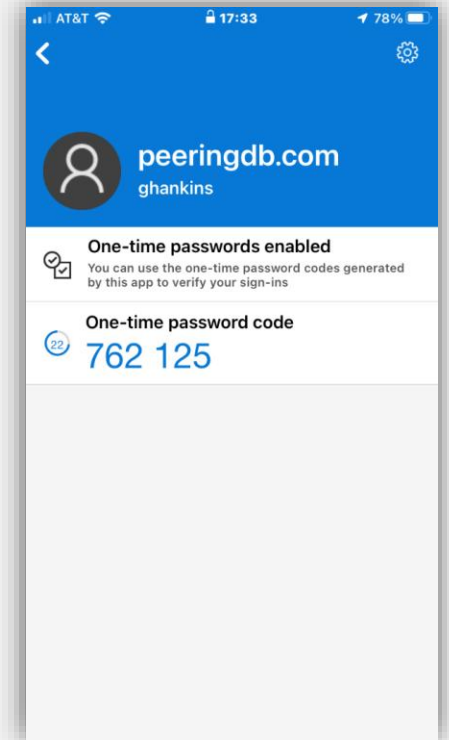 AT&T 17:33 78%
peeringdb.com
ghankins
One-time passwords enabled
You can use the one-time password codes generated
by this app to verify your sign-ins
One-time password code
22
762 125